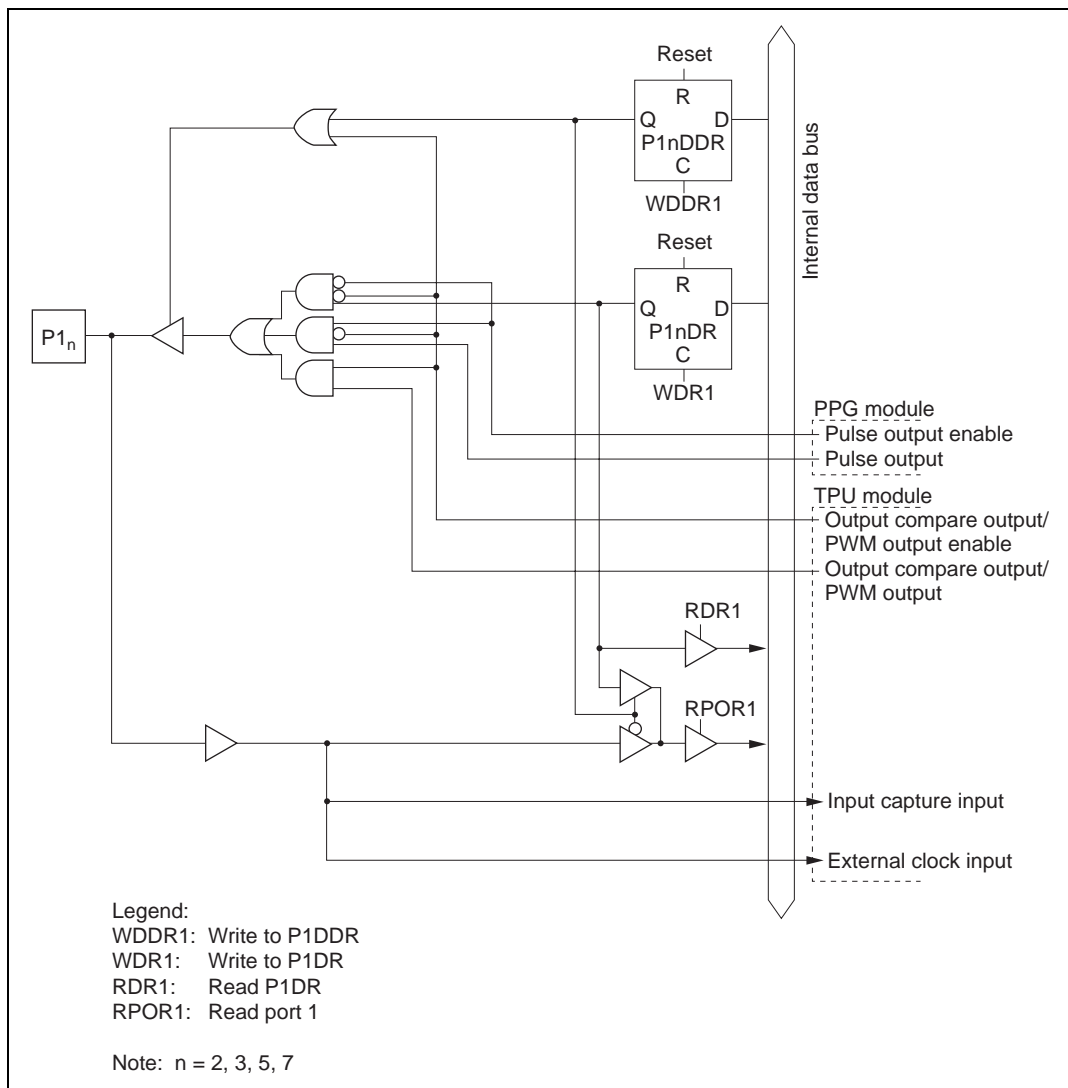 Reset
R
Q D
P1nDDR
C
WDDR1
Internal data bus
Reset
R
Q D
P1nDR
C
WDR1
P1n
PPG module
Pulse output enable
Pulse output
TPU module
Output compare output/
PWM output enable
Output compare output/
PWM output
RDR1
RPOR1
Input capture input
External clock input
Legend:
WDDR1: Write to P1DDR
WDR1: Write to P1DR
RDR1: Read P1DR
RPOR1: Read port 1
Note: n = 2, 3, 5, 7